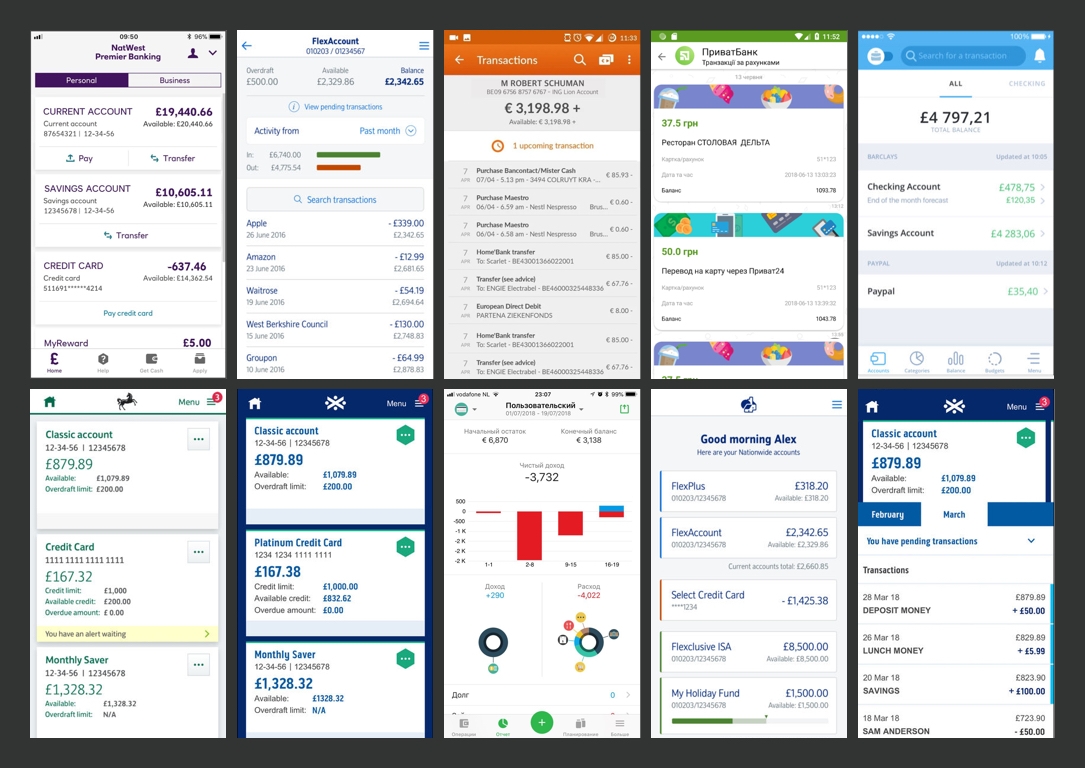 09:50
96%
NatWest
Premier Banking
Personal Business
CURRENT ACCOUNT £19,440.66
Current account Available: £20,440.66
87654321 | 12-34-56
Pay Transfer
SAVINGS ACCOUNT £10,605.11
Savings account Available: £10,605.11
12345678 | 12-34-56
Transfer
CREDIT CARD -637.46
Credit card Available: £14,362.54
511691******4214
Pay credit card
MyReward £5.00
£
Home Help Get Cash Apply
FlexAccount
010203 / 01234567
Overdraft Available Balance
£500.00 £2,329.86 £2,342.65
View pending transactions
Activity from Past month
In: £6,740.00
Out: £4,775.54
Search transactions
Apple - £339.00
26 June 2016 £2,342.65
Amazon - £12.99
23 June 2016 £2,681.65
Waitrose - £54.19
19 June 2016 £2,694.64
West Berkshire Council - £130.00
15 June 2016 £2,748.83
Groupon - £64.99
10 June 2016 £2,878.83
11:33
Transactions
M ROBERT SCHUMAN
BE09 6756 8757 6767 - ING Lion Account
€ 3,198.98 +
Available: € 3,198.98 +
1 upcoming transaction
7 APR Purchase Bancontact/Mister Cash € 85.93 -
07/04 - 5.13 pm - 3494 COLRUYT KRA -...
7 APR Purchase Maestro € 0.60 -
06/04 - 6.59 am - Nestl Nespresso Brus...
7 APR Purchase Maestro € 0.60 -
06/04 - 6.58 am - Nestl Nespresso Brus...
7 APR Home'Bank transfer € 85.00 -
To: Scarlet - BE43001366022001
7 APR Transfer (see advice) € 67.76 -
To: ENGIE Electrabel - BE46000325448336
7 APR European Direct Debit € 8.00 -
PARTENA ZIEKENFONDS
7 APR Home'Bank transfer € 85.00 -
To: Scarlet - BE43001366022001
7 APR Transfer (see advice) € 67.76 -
To: ENGIE Electrabel - BE46000325448336
11:52
ПриватБанк
Транзакції за рахунками
13 червня
37.5 грн
Ресторан СТОЛОВАЯ ДЕЛЬТА
Картка/рахунок 51*123
Дата та час 2018-06-13 13:03:23
Баланс 1093.78
13:13
50.0 грн
Перевод на карту через Приват24
Картка/рахунок 51*123
Дата та час 2018-06-13 13:39:32
Баланс 1043.78
37.5 грн
100%
Search for a transaction
ALL CHECKING
£4 797,21
TOTAL BALANCE
BARCLAYS Updated at 10:05
Checking Account £478,75
End of the month forecast £120,35
Savings Account £4 283,06
PAYPAL Updated at 10:12
Paypal £35,40
Accounts Categories Balance Budgets Menu
Menu 3
Classic account
12-34-56 | 12345678
£879.89
Available: £1,079.89
Overdraft limit: £200.00
Credit Card
1111 1111 1111 1111
£167.32
Credit limit: £1,000
Available credit: £200.00
Overdue amount: £ 0.00
You have an alert waiting
Monthly Saver
12-34-56 | 12345678
£1,328.32
Available: £1,328.32
Overdraft limit: N/A
Menu 3
Classic account
12-34-56 | 12345678
£879.89
Available: £1,079.89
Overdraft limit: £200.00
Platinum Credit Card
1234 1234 1111 1111
£167.38
Credit limit: £1,000.00
Available credit: £832.62
Overdue amount: £0.00
Monthly Saver
12-34-56 | 12345678
£1,328.32
Available: £1328.32
Overdraft limit: N/A
vodafone NL 23:07 99%
Пользовательский
01/07/2018 - 19/07/2018
Начальный остаток Конечный баланс
€ 6,870 € 3,138
Чистый доход
-3,732
500
0
-500
-1 K
-2 K
-2 K
-2 K
1-1 2-8 9-15 16-19
Доход Расход
+290 -4,022
Долг 0
Операции Отчет Планирование Больше
Good morning Alex
Here are your Nationwide accounts
FlexPlus £318.20
010203/12345678 Available: £318.20
FlexAccount £2,342.65
010203/12345678 Available: £2,329.86
Current accounts total: £2,660.85
Select Credit Card - £1,425.38
****1234
Flexclusive ISA £8,500.00
010203/12345678 Available: £8,500.00
My Holiday Fund £1,500.00
010203/12345678 Available: £1,500.00
Menu 3
Classic account
12-34-56 | 12345678
£879.89
Available: £1,079.89
Overdraft limit: £200.00
February March
You have pending transactions
Transactions
28 Mar 18 £879.89
DEPOSIT MONEY + £50.00
26 Mar 18 £829.89
LUNCH MONEY + £5.99
20 Mar 18 £823.90
SAVINGS + £100.00
18 Mar 18 £723.90
SAM ANDERSON - £50.00